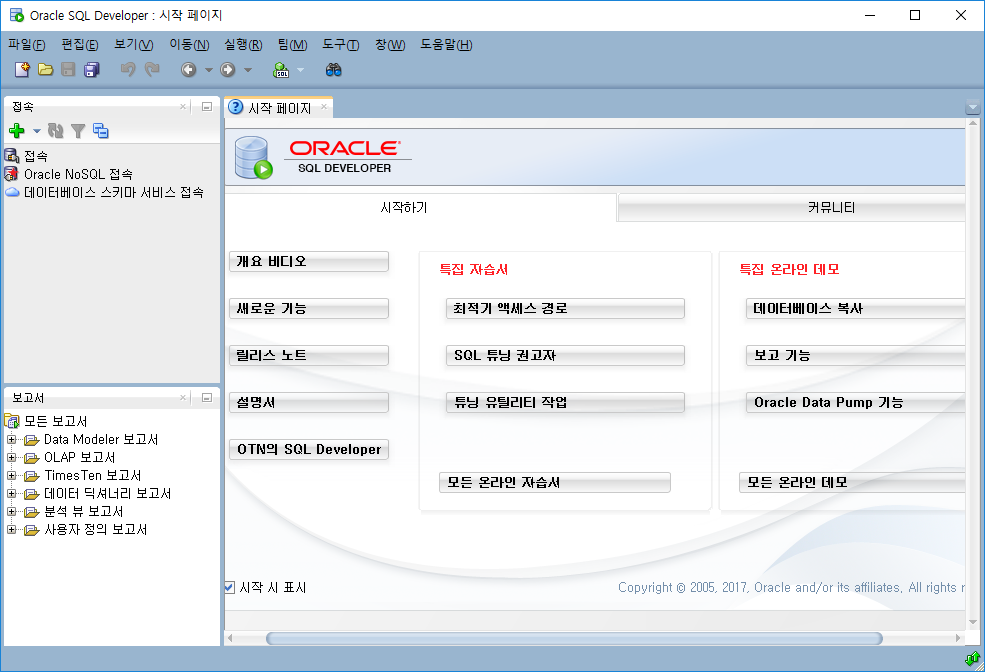 Oracle SQL Developer : 시작 페이지
파일(F) 편집(E) 보기(V) 이동(N) 실행(R) 팀(M) 도구(T) 창(W) 도움말(H)
SQL
접속
접속
Oracle NoSQL 접속
데이터베이스 스키마 서비스 접속
보고서
모든 보고서
Data Modeler 보고서
OLAP 보고서
TimesTen 보고서
데이터 딕셔너리 보고서
분석 뷰 보고서
사용자 정의 보고서
시작 페이지
ORACLE
SQL DEVELOPER
시작하기 커뮤니티
개요 비디오
새로운 기능
릴리스 노트
설명서
OTN의 SQL Developer
특집 자습서
최적기 액세스 경로
SQL 튜닝 권고자
튜닝 유틸리티 작업
모든 온라인 자습서
특집 온라인 데모
데이터베이스 복사
보고 기능
Oracle Data Pump 기능
모든 온라인 데모
시작 시 표시
Copyright © 2005, 2017, Oracle and/or its affiliates, All rights r